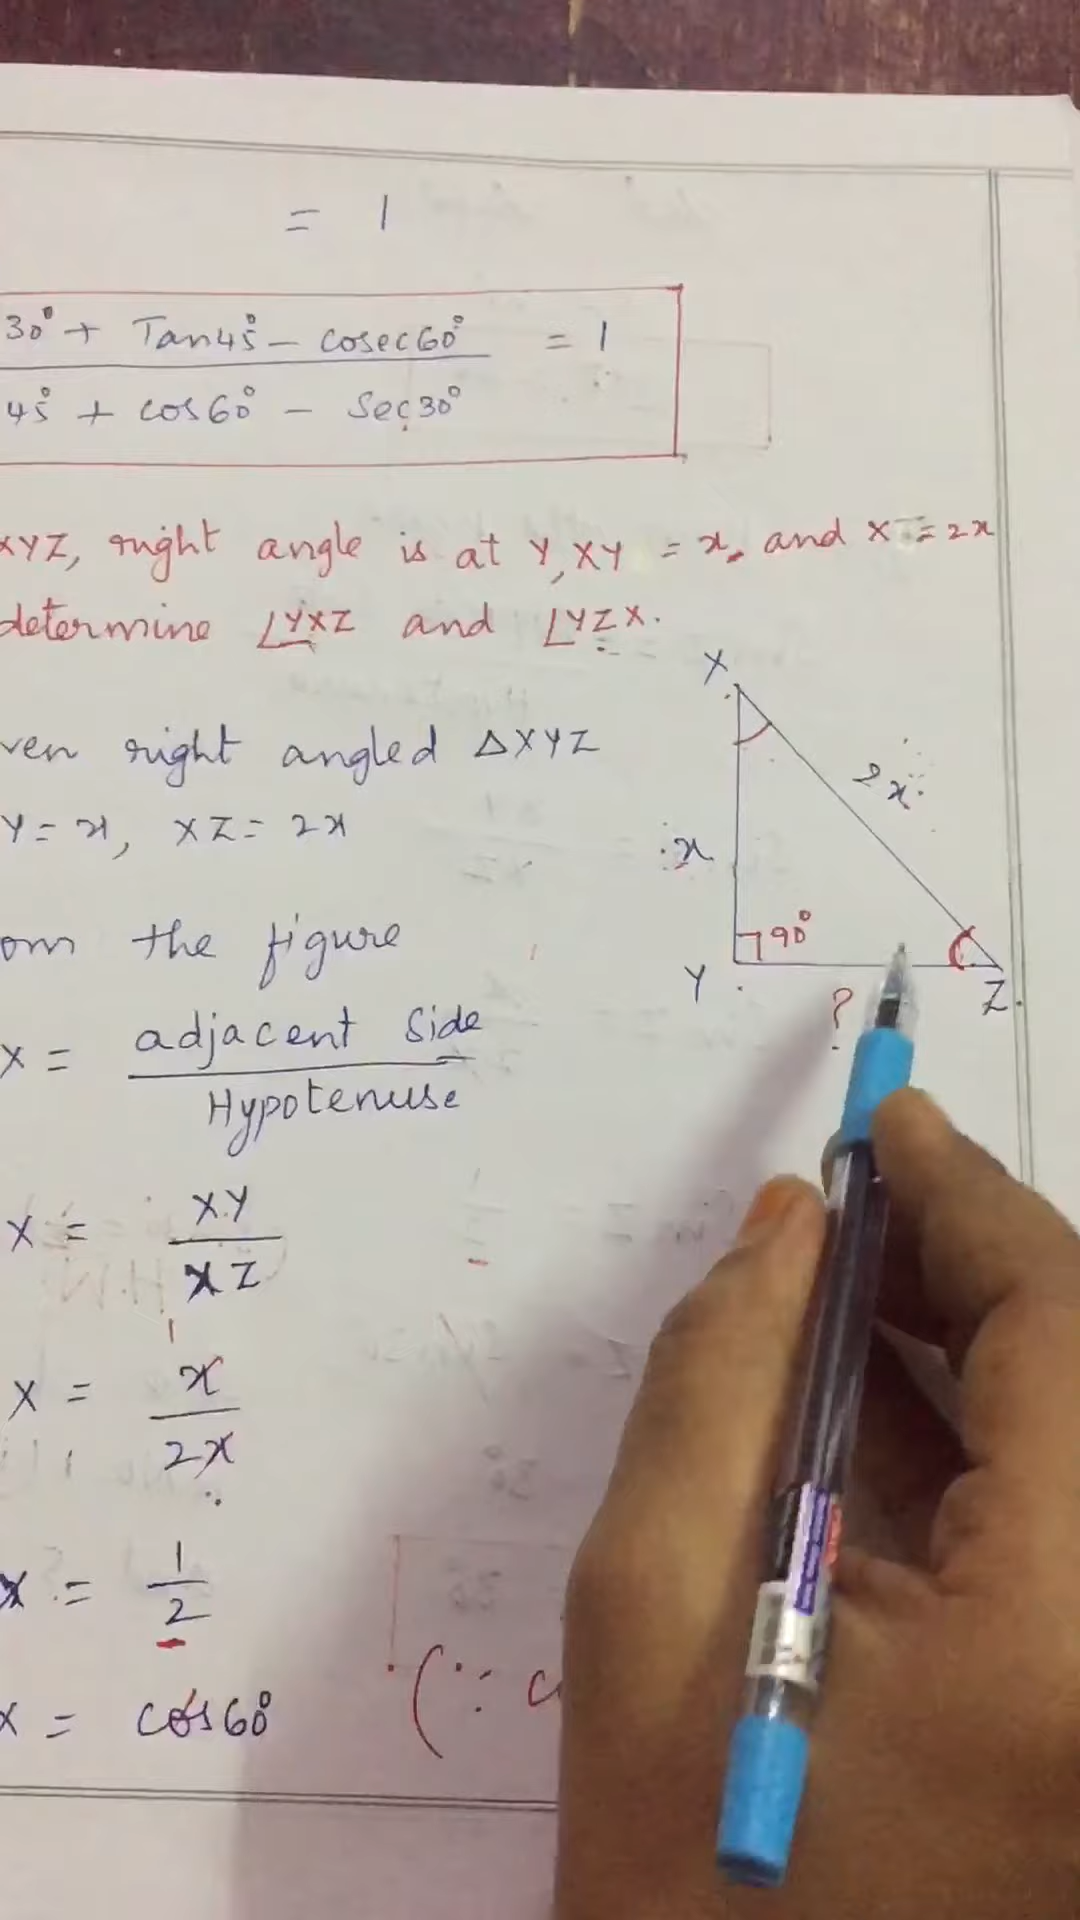 = 1
30° + Tan45° - cosec60° = 1
45° + cos60° - sec30°
XYZ, right angle is at Y, XY = x, and X = 2x
determine ∠YXZ and ∠YZX.
X
ven right angled ΔXYZ
2x
Y = x, XZ = 2x
x
90°
om the figure
Y
Z
?
X = adjacent side
Hypotenuse
X = XY
XZ
1
X = x
2x
X = 1
2
X = cos60°
(∵ c